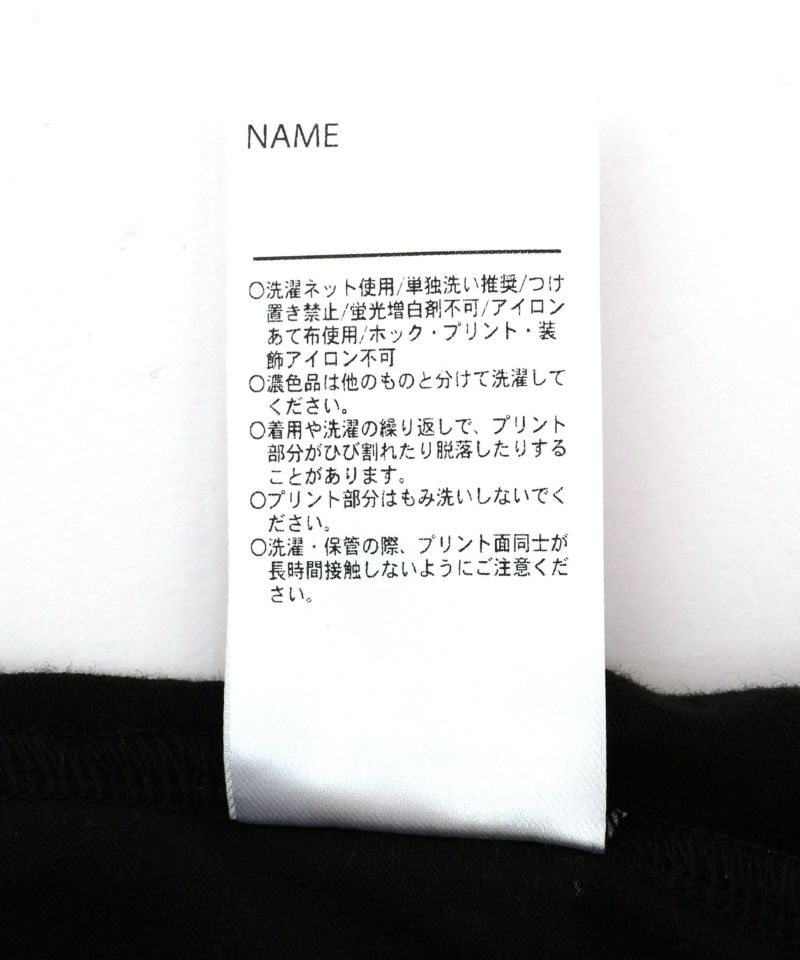 NAME
○洗濯ネット使用/単独洗い推奨/つけ
置き禁止/蛍光増白剤不可/アイロン
あて布使用/ホック・プリント・装
飾アイロン不可
○濃色品は他のものと分けて洗濯して
ください。
○着用や洗濯の繰り返しで、プリント
部分がひび割れたり脱落したりする
ことがあります。
○プリント部分はもみ洗いしないでく
ださい。
○洗濯・保管の際、プリント面同士が
長時間接触しないようにご注意くだ
さい。